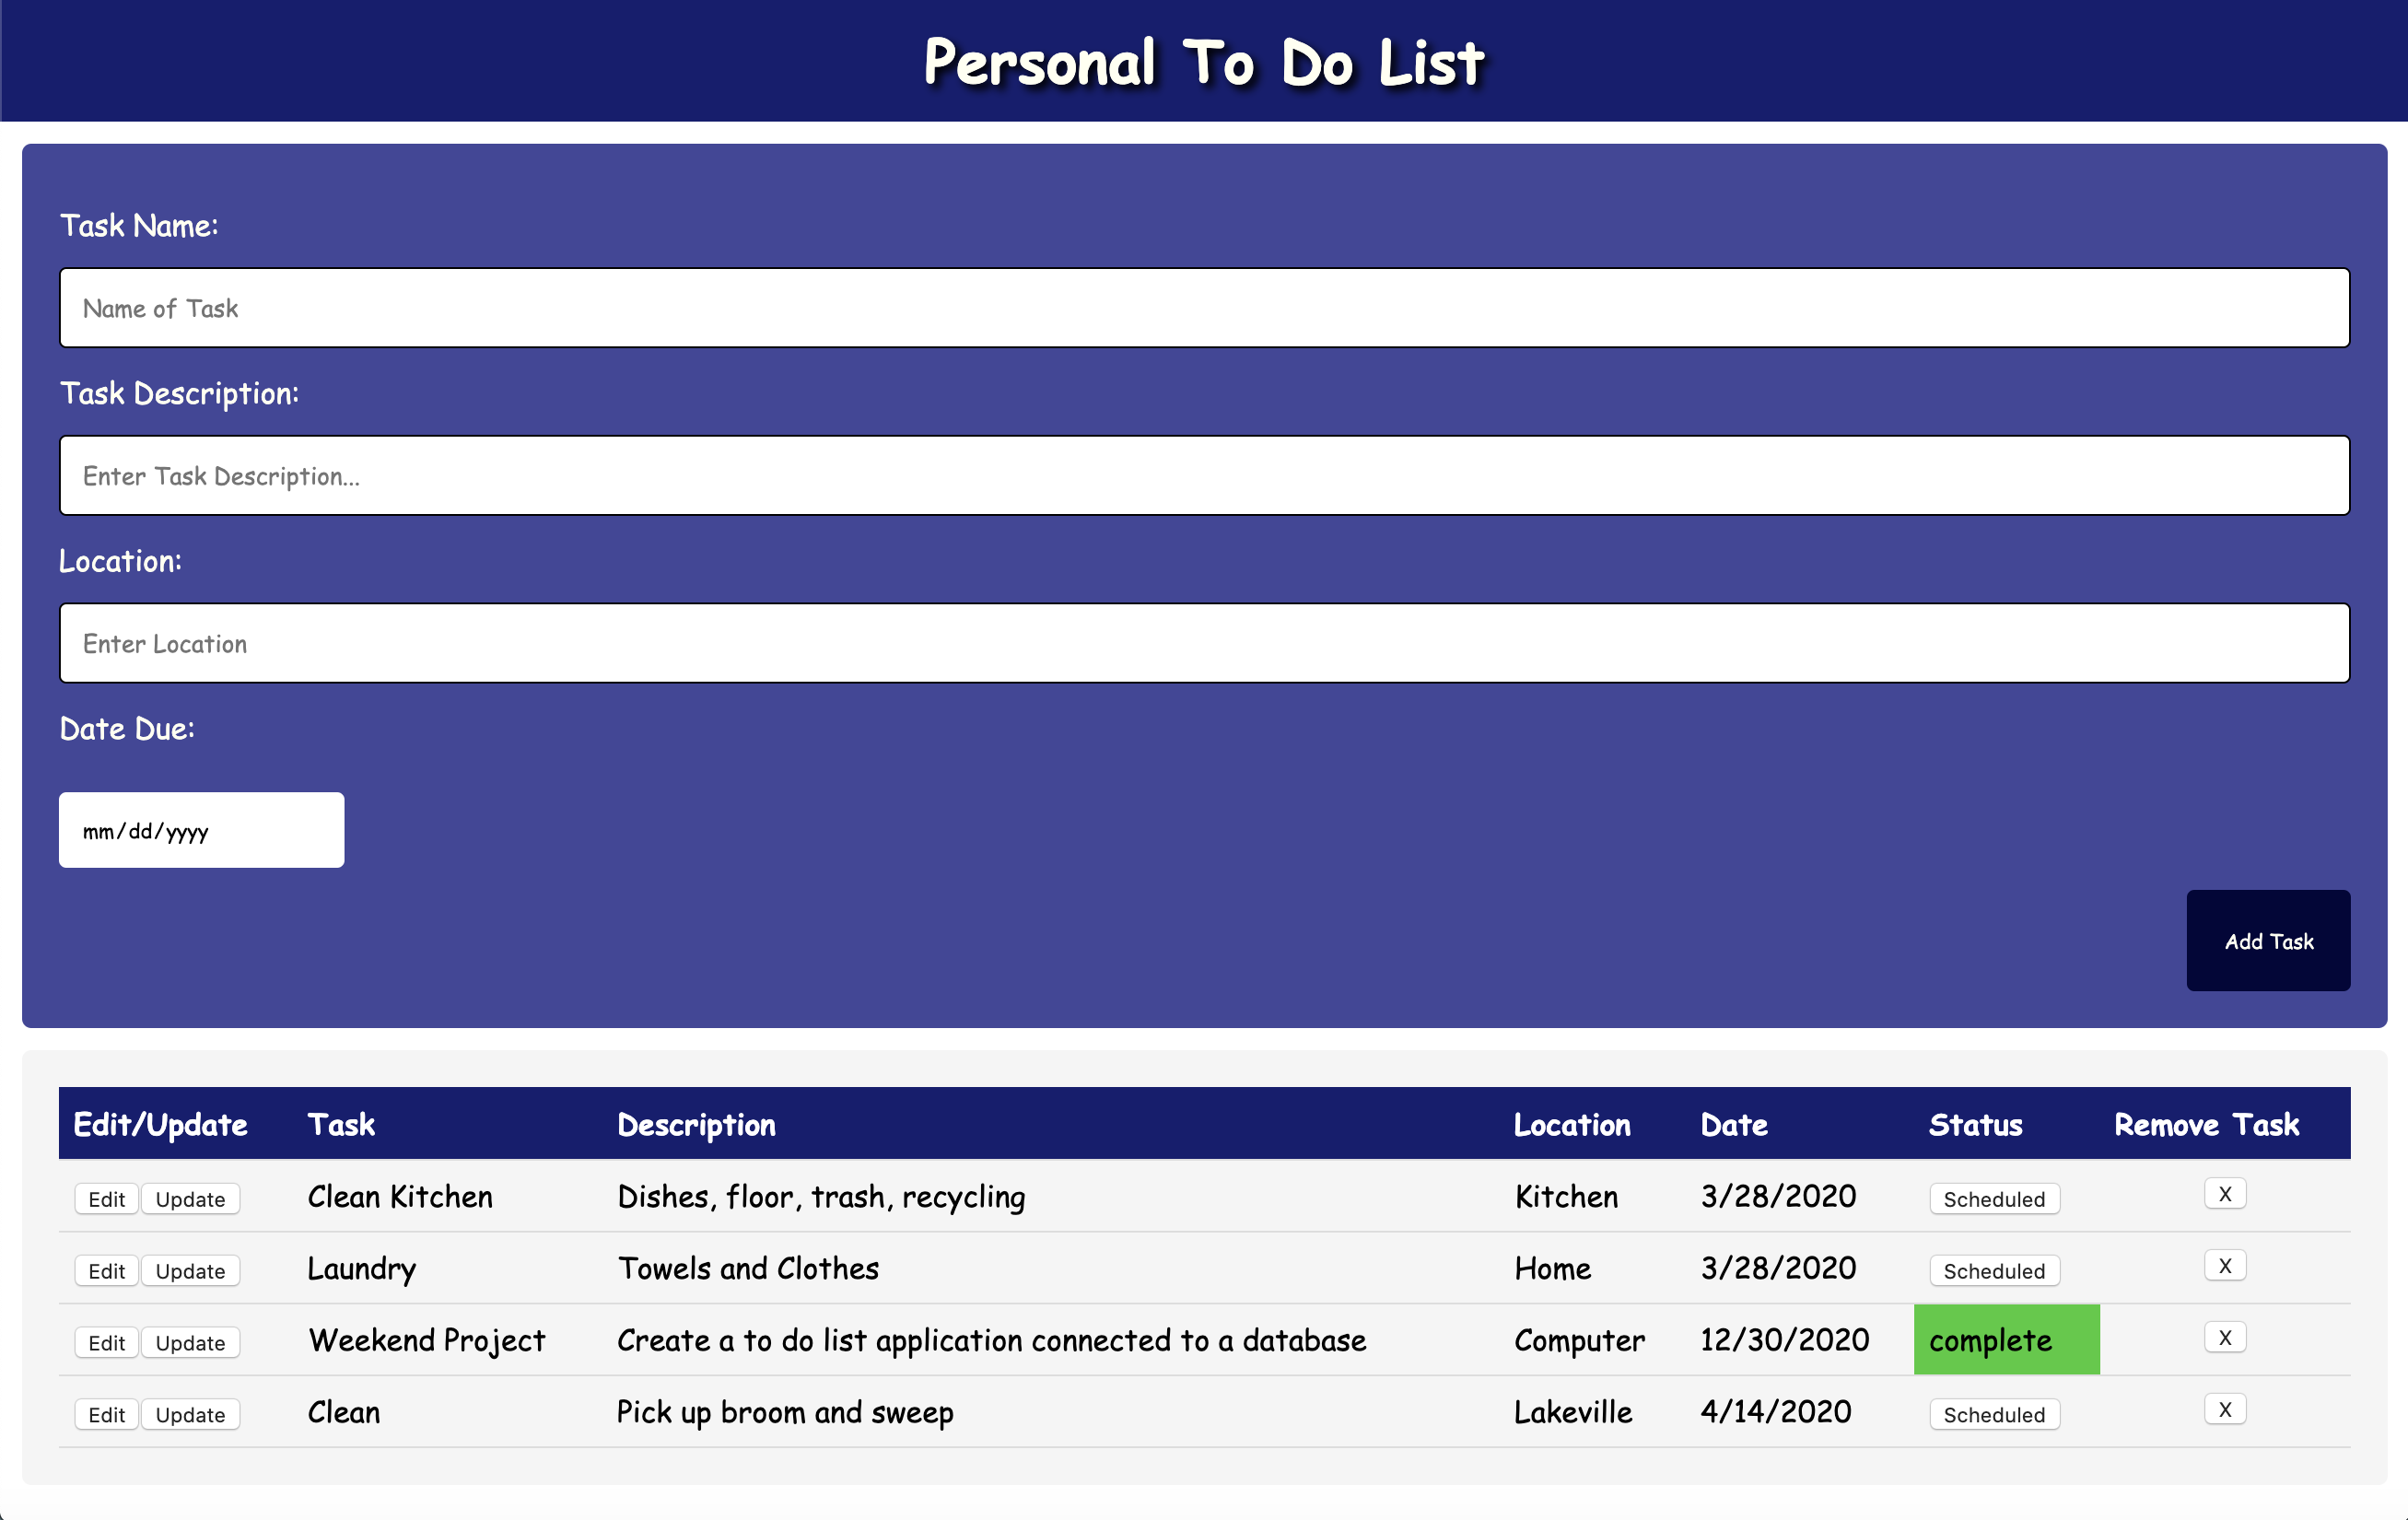 Personal To Do List
Task Name:
Name of Task
Task Description:
Enter Task Description...
Location:
Enter Location
Date Due:
mm/dd/yyyy
Add Task
Edit/Update Task Description Location Date Status Remove Task
Edit Update Clean Kitchen Dishes, floor, trash, recycling Kitchen 3/28/2020 Scheduled X
Edit Update Laundry Towels and Clothes Home 3/28/2020 Scheduled X
Edit Update Weekend Project Create a to do list application connected to a database Computer 12/30/2020 complete X
Edit Update Clean Pick up broom and sweep Lakeville 4/14/2020 Scheduled X